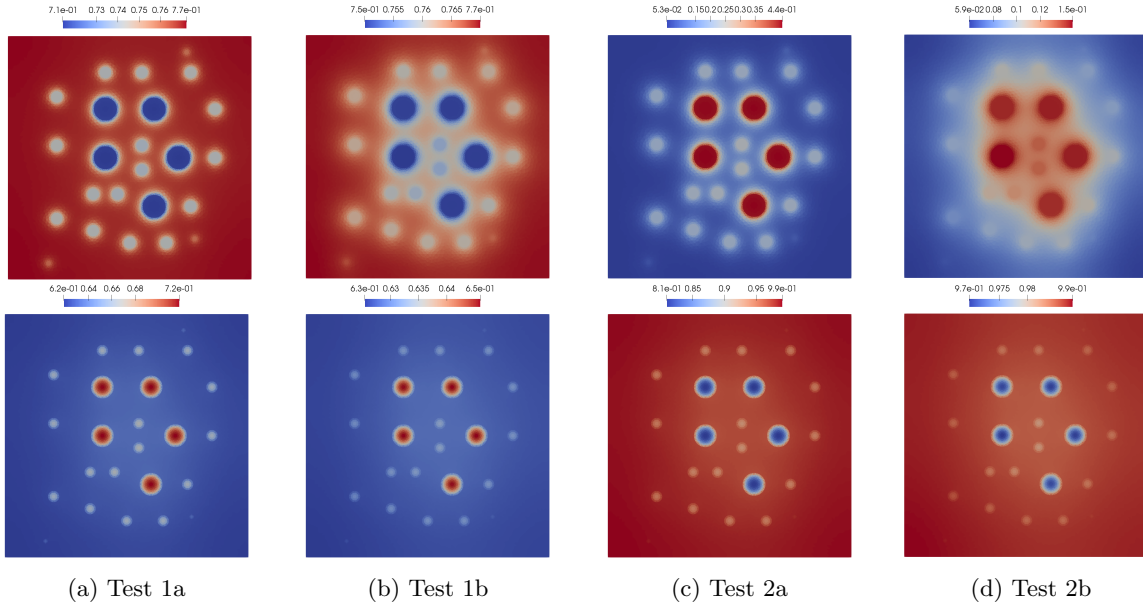 7.1e-01 0.73 0.74 0.75 0.76 7.7e-01
7.5e-01 0.755 0.76 0.765 7.7e-01
5.3e-02 0.15 0.20 0.25 0.30 0.35 4.4e-01
5.9e-02 0.08 0.1 0.12 1.5e-01
6.2e-01 0.64 0.66 0.68 7.2e-01
6.3e-01 0.63 0.64 6.5e-01
8.1e-01 0.85 0.9 0.95 9.9e-01
9.7e-01 0.975 0.98 9.9e-01
(a) Test 1a
(b) Test 1b
(c) Test 2a
(d) Test 2b